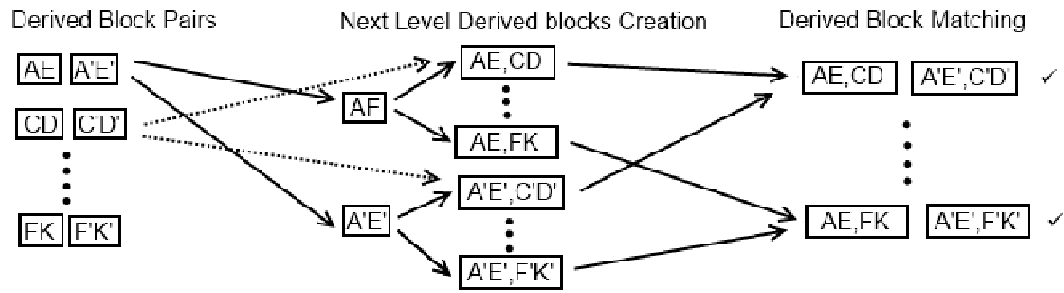 Derived Block Pairs
Next Level Derived blocks Creation
Derived Block Matching
AE A'E'
CD C'D'
FK F'K'
AF
A'E'
AE,CD
AE,FK
A'E',C'D'
A'E',F'K'
AE,CD A'E',C'D' ✓
AE,FK A'E',F'K' ✓